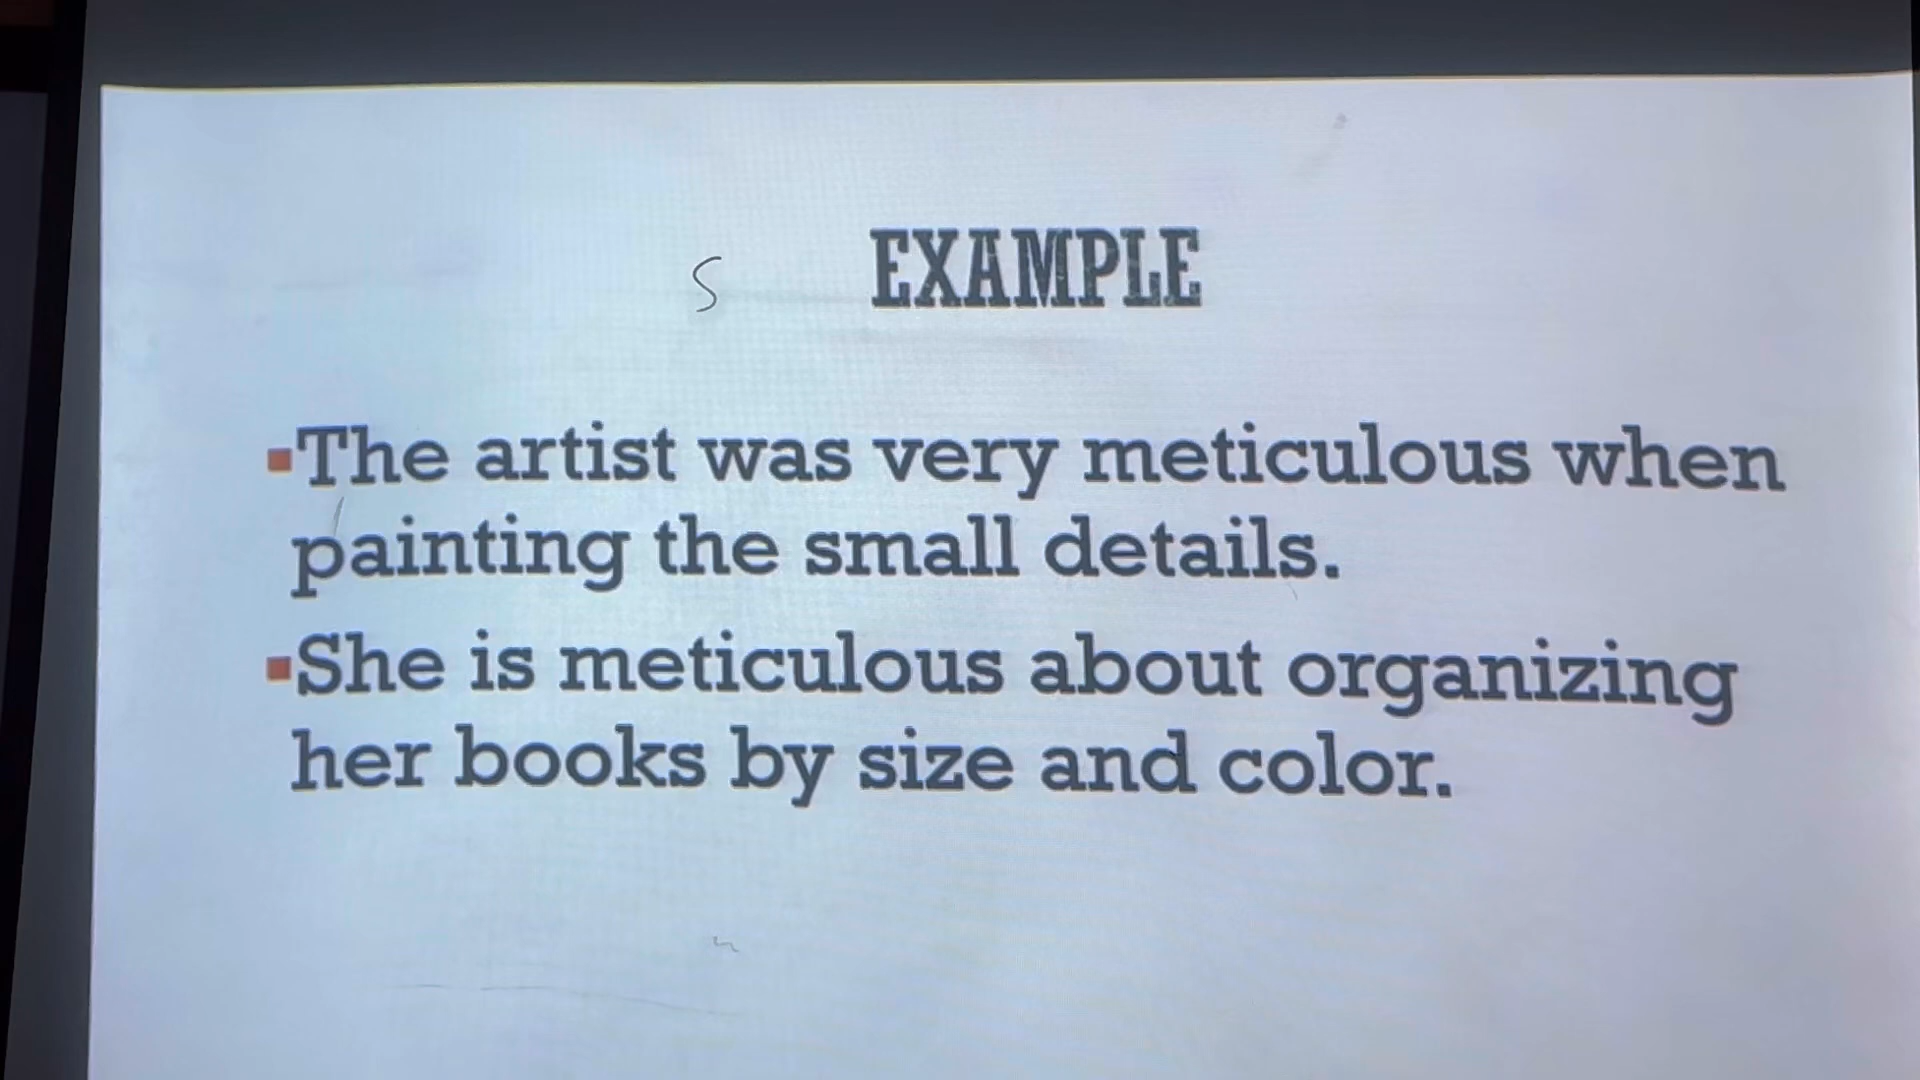 S EXAMPLE
▪The artist was very meticulous when
painting the small details.
▪She is meticulous about organizing
her books by size and color.